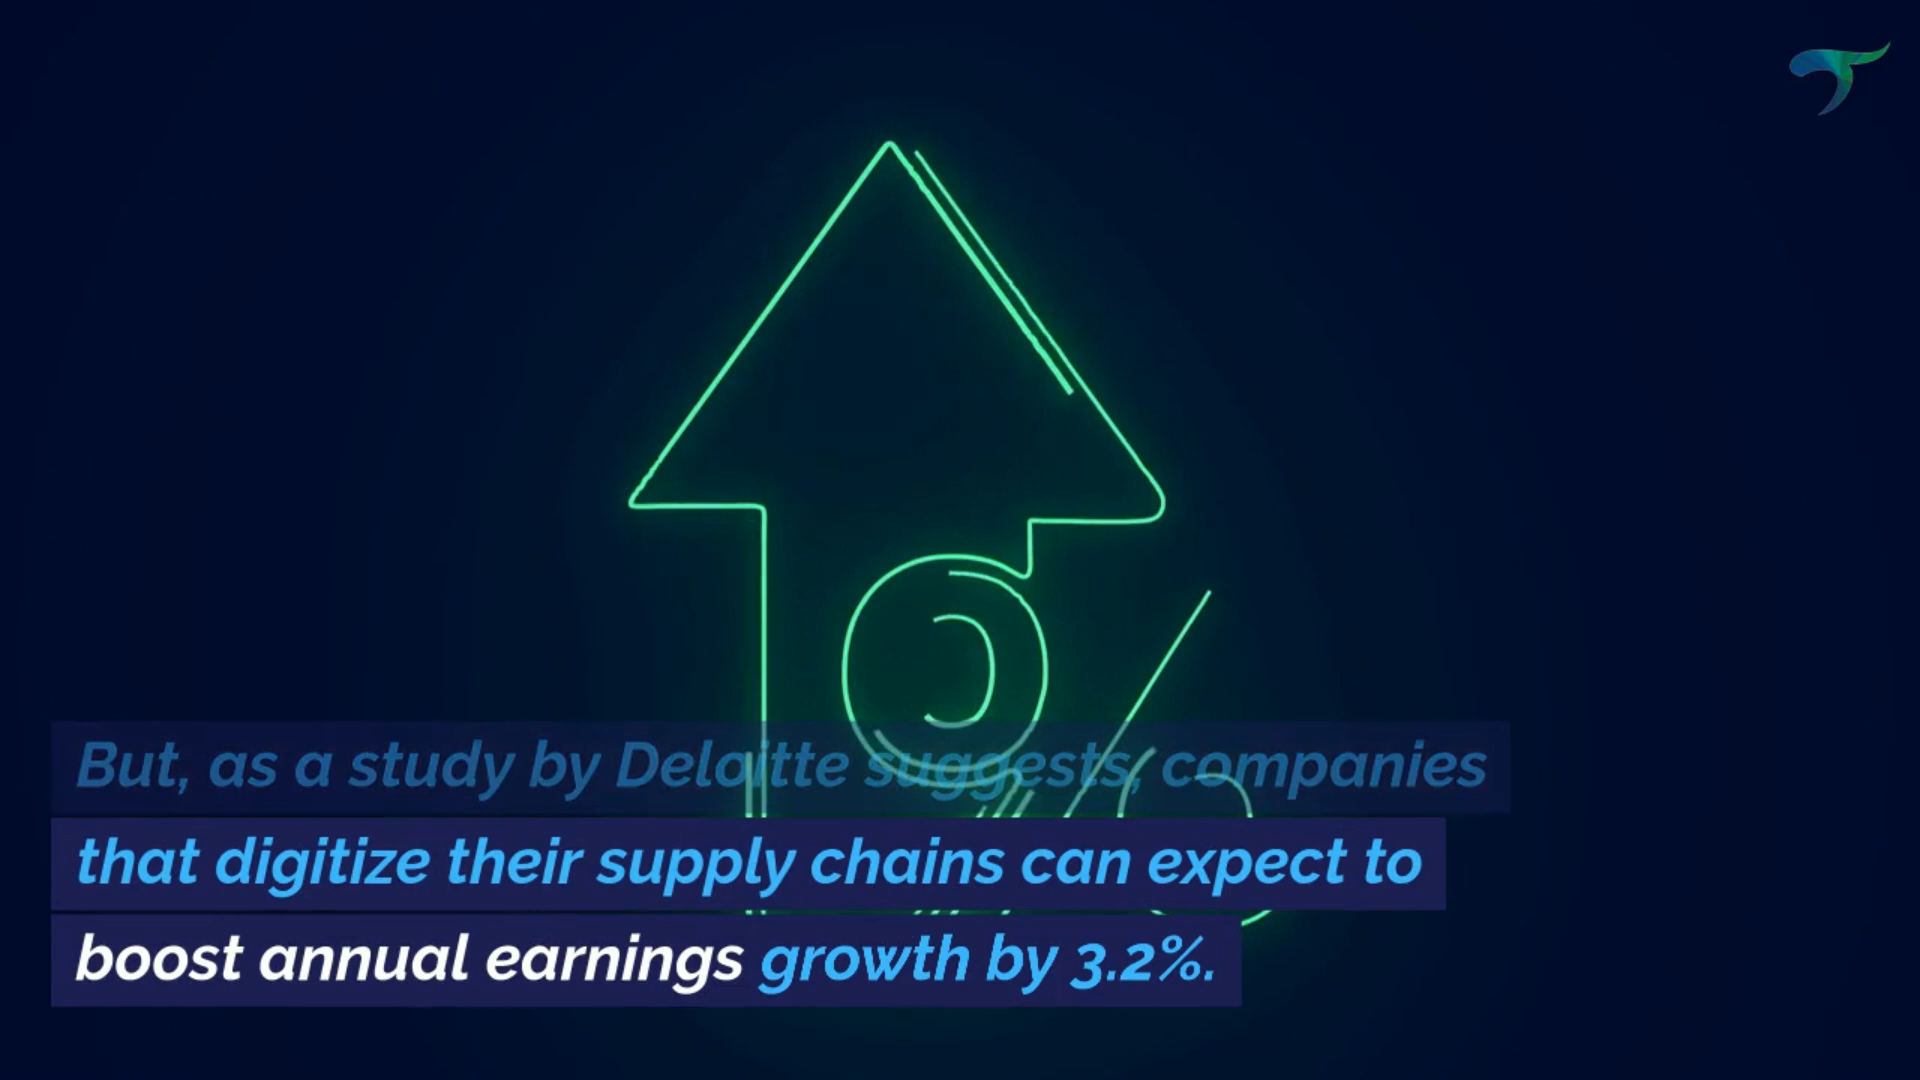 But, as a study by Deloitte suggests, companies
that digitize their supply chains can expect to
boost annual earnings growth by 3.2%.